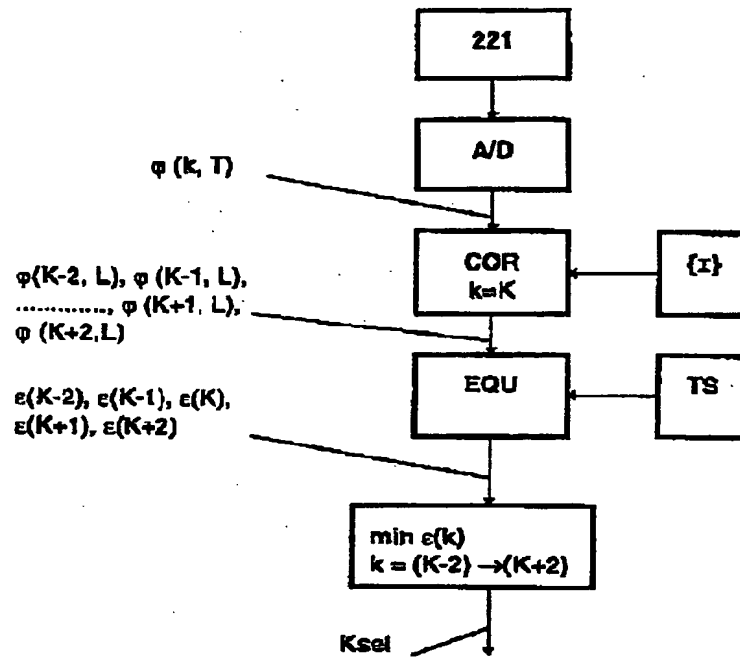 221
A/D
φ (k, T)
COR
k=K
{I}
φ(K-2, L), φ (K-1, L),
............., φ (K+1, L),
φ (K+2,L)
EQU
TS
ε(K-2), ε(K-1), ε(K),
ε(K+1), ε(K+2)
min ε(k)
k = (K-2) →(K+2)
Ksel